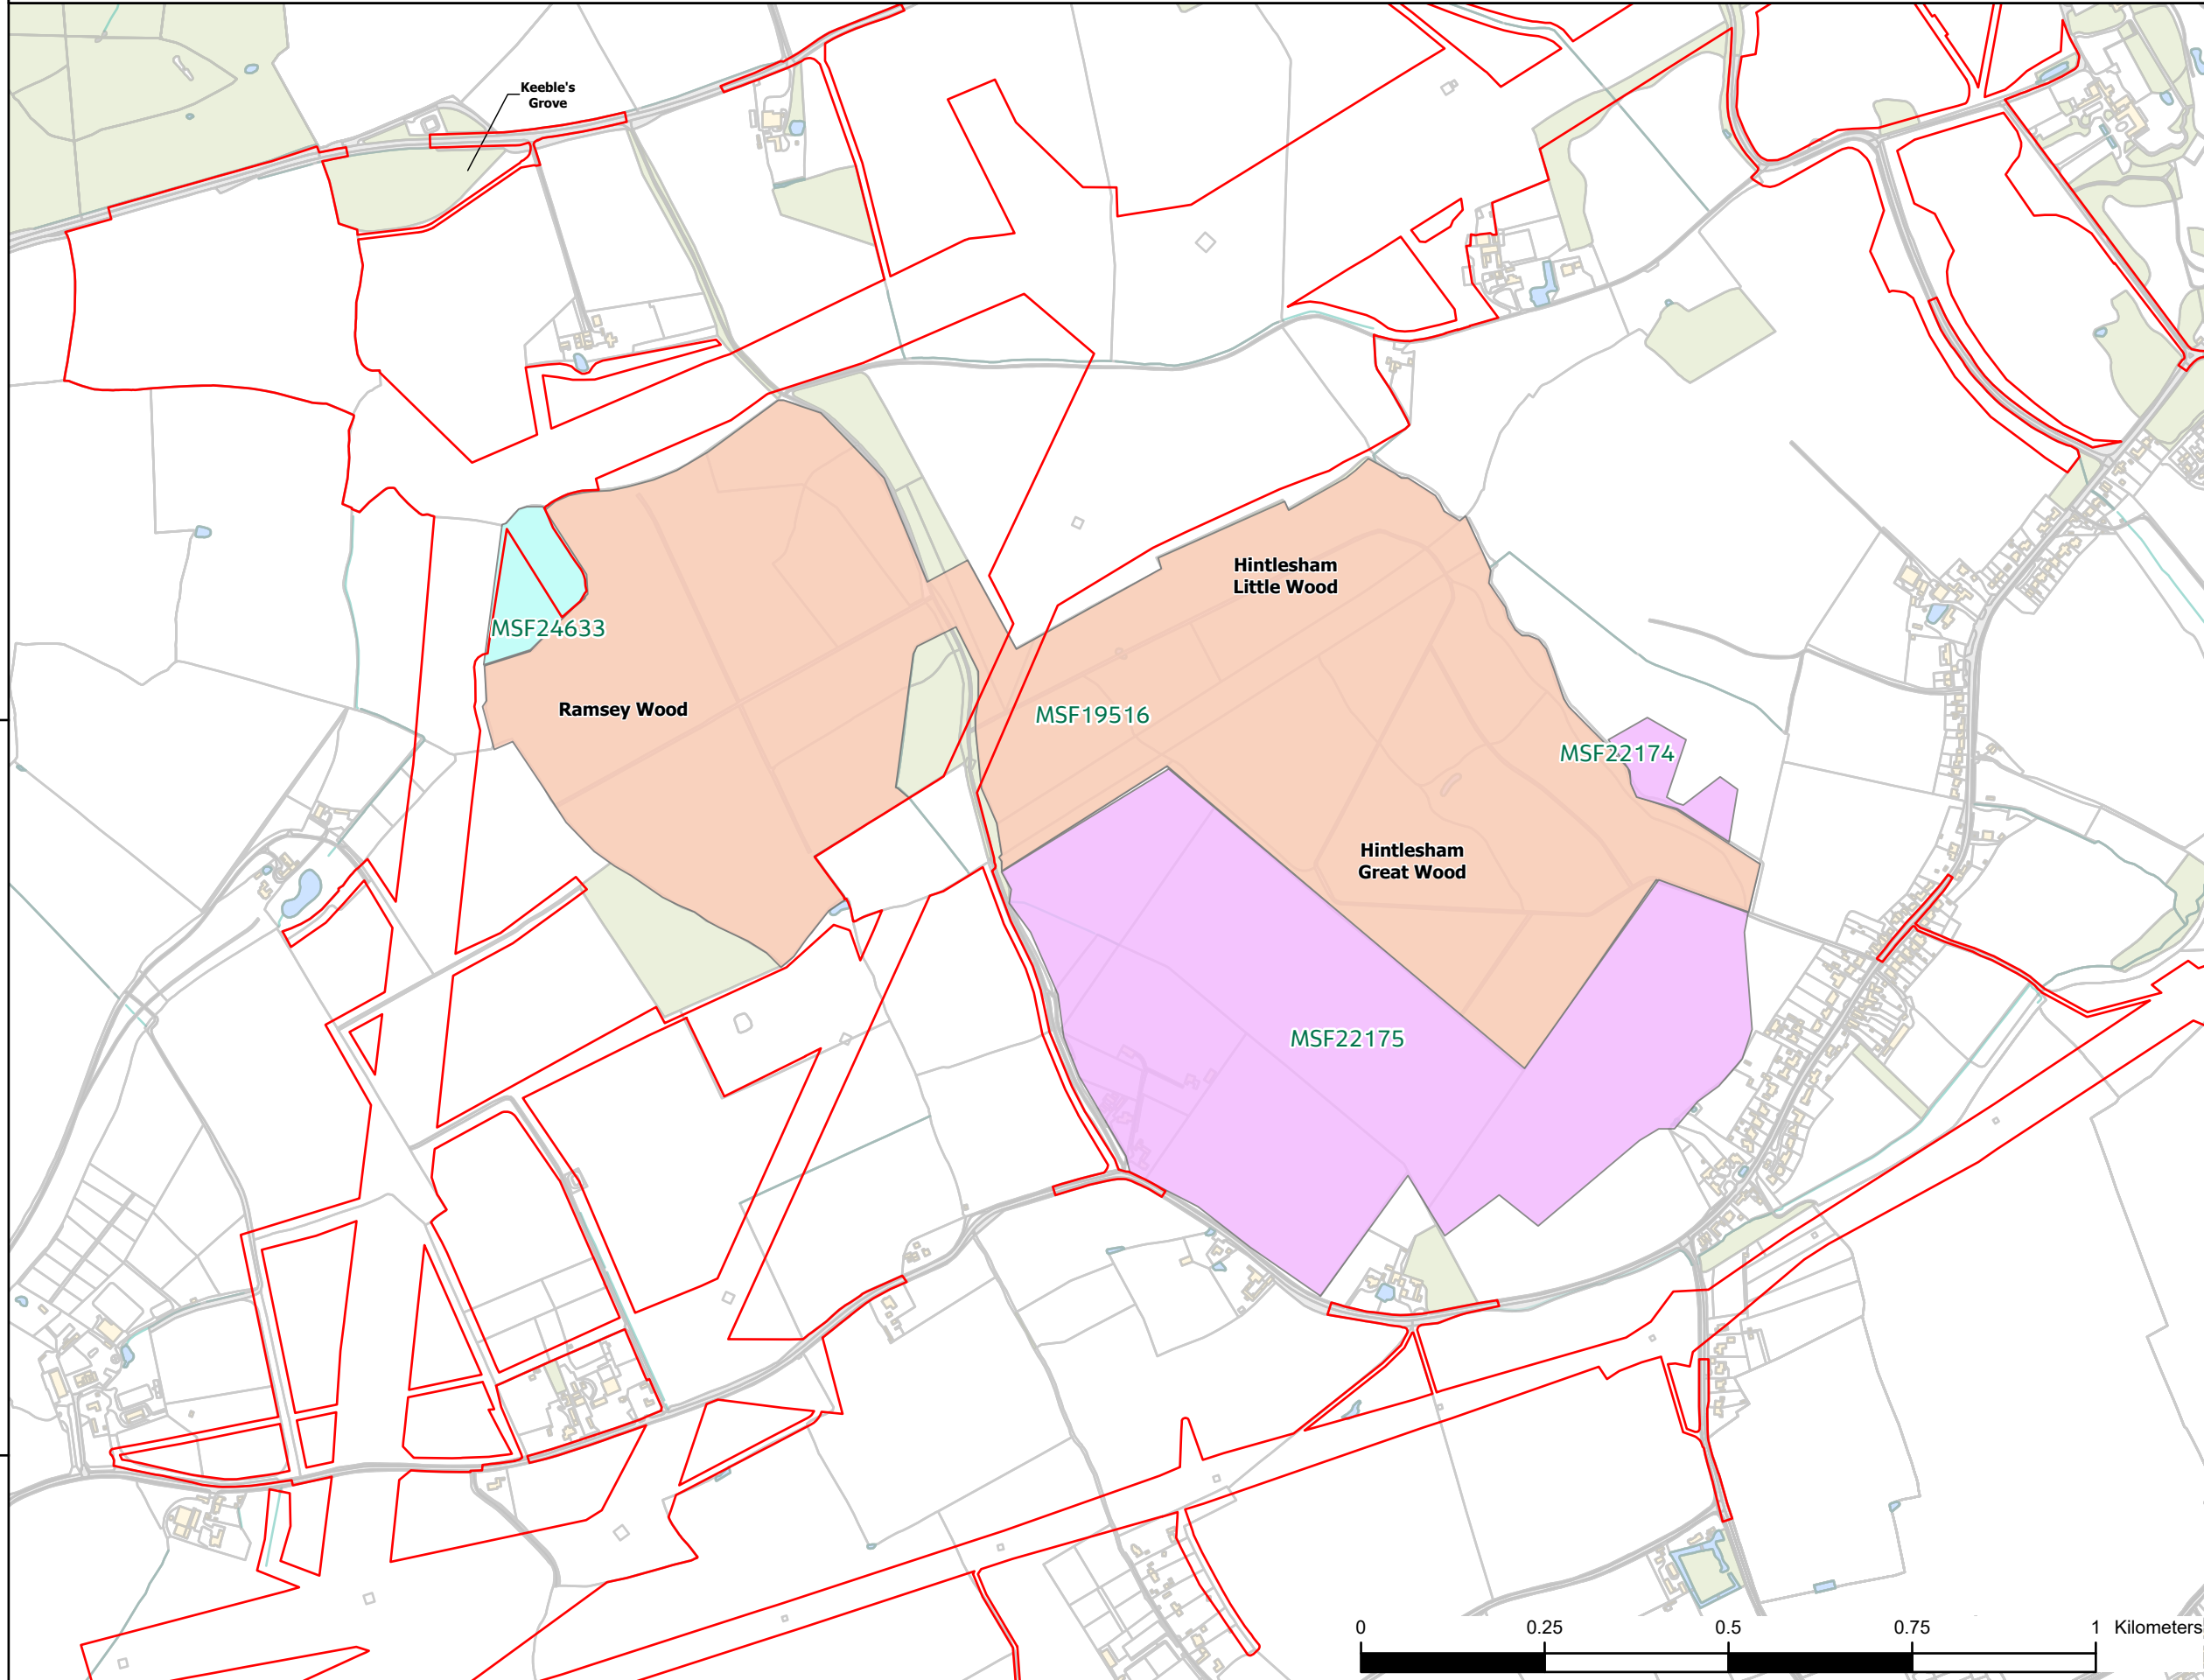 Keeble's
Grove
Hintlesham
Little Wood
MSF24633
Ramsey Wood
MSF19516
MSF22174
Hintlesham
Great Wood
MSF22175
0 0.25 0.5 0.75 1 Kilometers